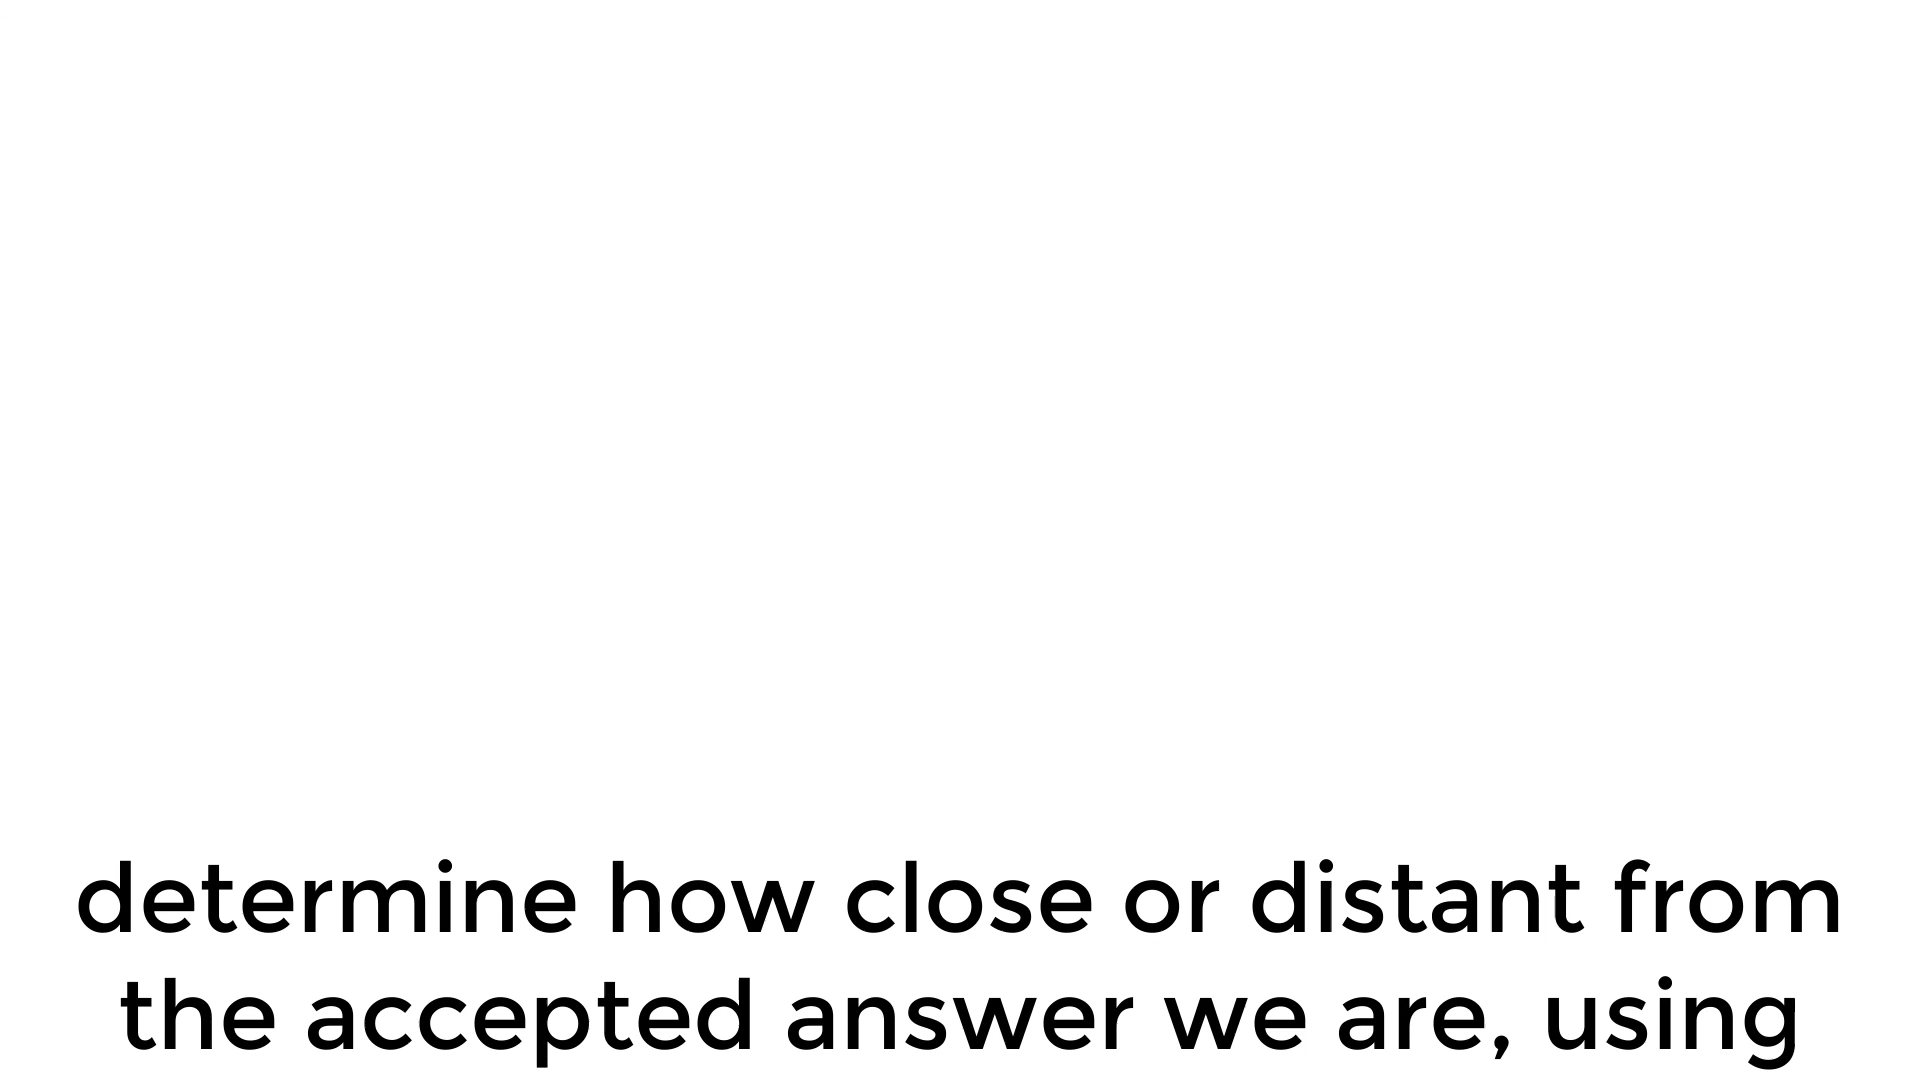 determine how close or distant from
the accepted answer we are, using